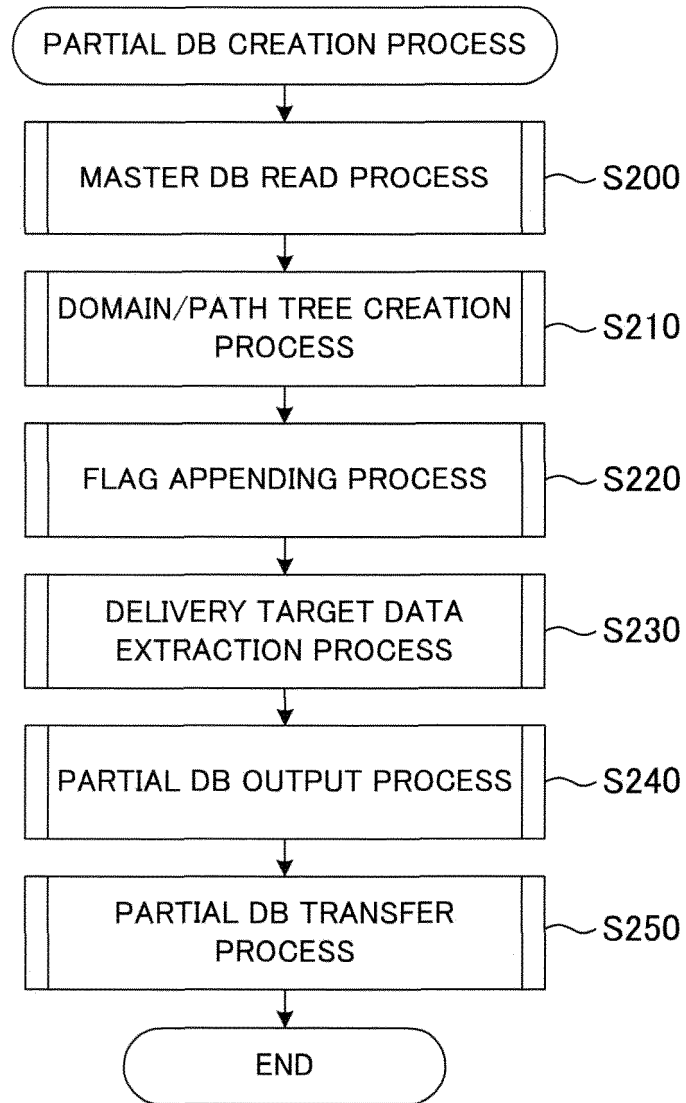 PARTIAL DB CREATION PROCESS
MASTER DB READ PROCESS
S200
DOMAIN/PATH TREE CREATION
PROCESS
S210
FLAG APPENDING PROCESS
S220
DELIVERY TARGET DATA
EXTRACTION PROCESS
S230
PARTIAL DB OUTPUT PROCESS
S240
PARTIAL DB TRANSFER
PROCESS
S250
END